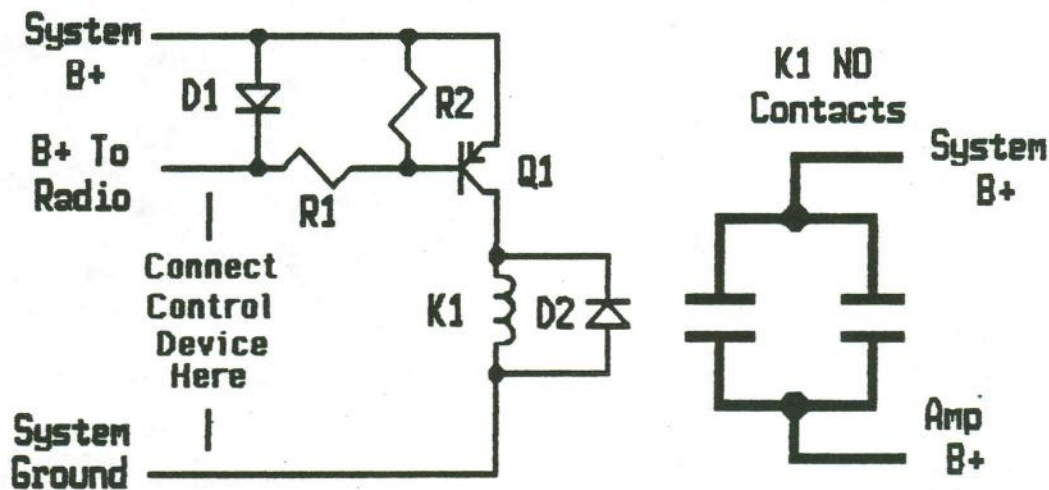 System
B+
D1
R2
B+ To
Radio
R1
Q1
Connect
Control
Device
Here
K1
D2
System
Ground
K1 NO
Contacts
System
B+
Amp
B+